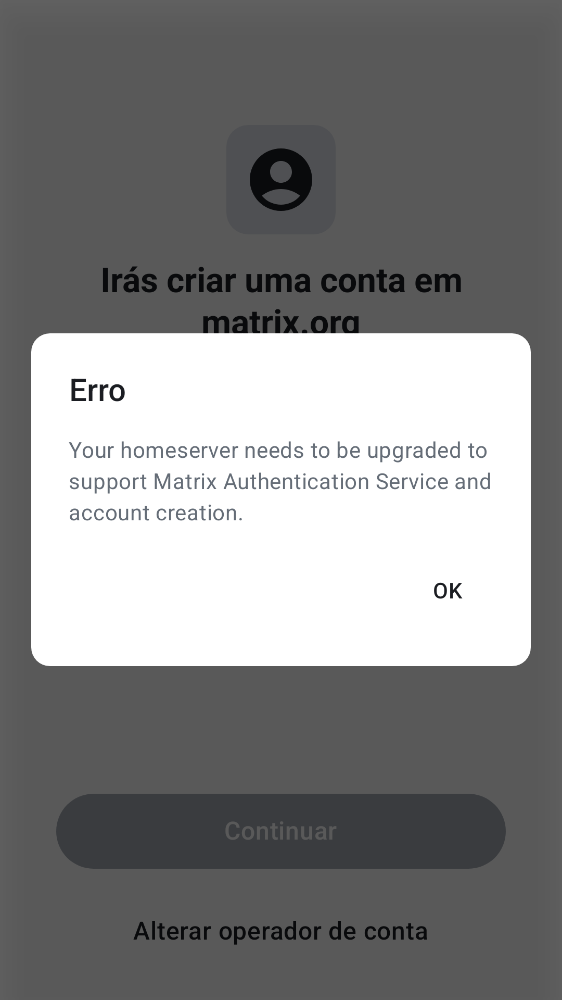 Irás criar uma conta em
matrix.org
Erro
Your homeserver needs to be upgraded to
support Matrix Authentication Service and
account creation.
OK
Continuar
Alterar operador de conta